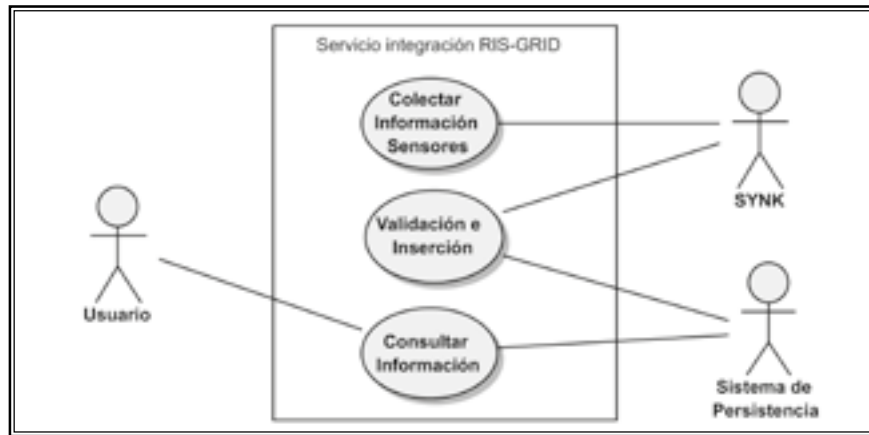 Servicio integración RIS-GRID
Colectar
Información
Sensores
SYNK
Validación e
Inserción
Usuario
Consultar
Información
Sistema de
Persistencia